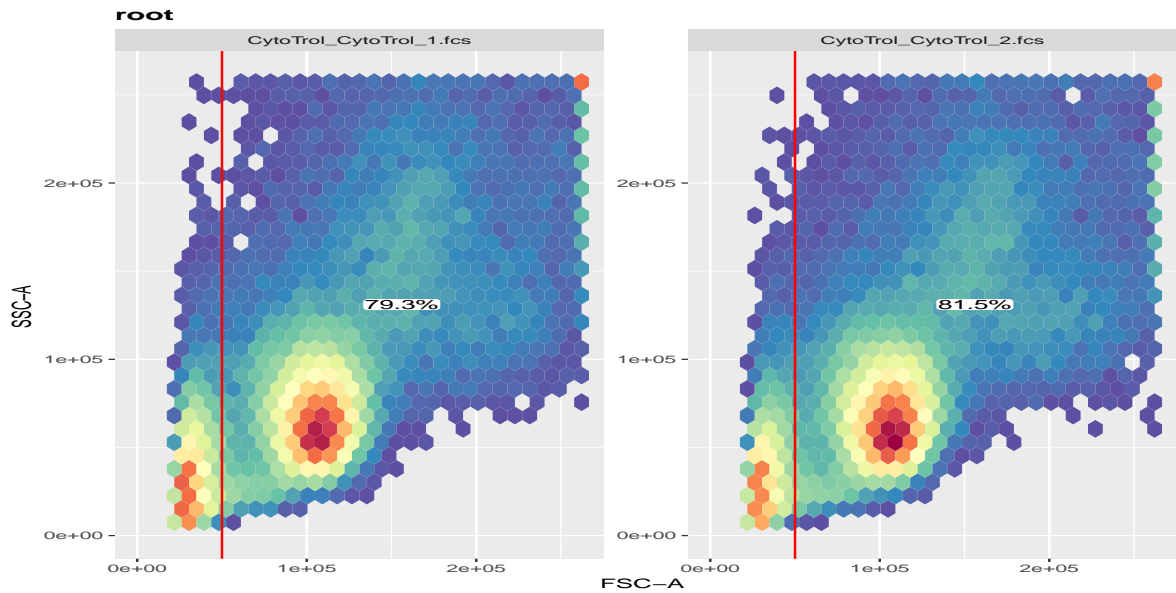 root
CytoTrol_CytoTrol_1.fcs
CytoTrol_CytoTrol_2.fcs
SSC−A
2e+05
1e+05
0e+00
79.3%
2e+05
1e+05
0e+00
81.5%
0e+00
1e+05
2e+05
0e+00
1e+05
2e+05
FSC−A